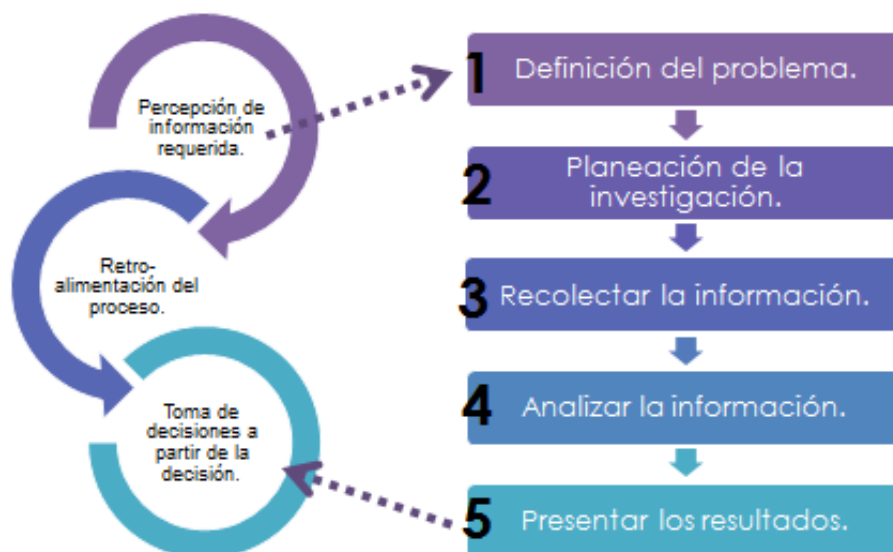 Percepción de
información
requerida.
Retro-
alimentación del
proceso.
Toma de
decisiones a
partir de la
decisión.
1 Definición del problema.
2 Planeación de la
investigación.
3 Recolectar la información.
4 Analizar la información.
5 Presentar los resultados.